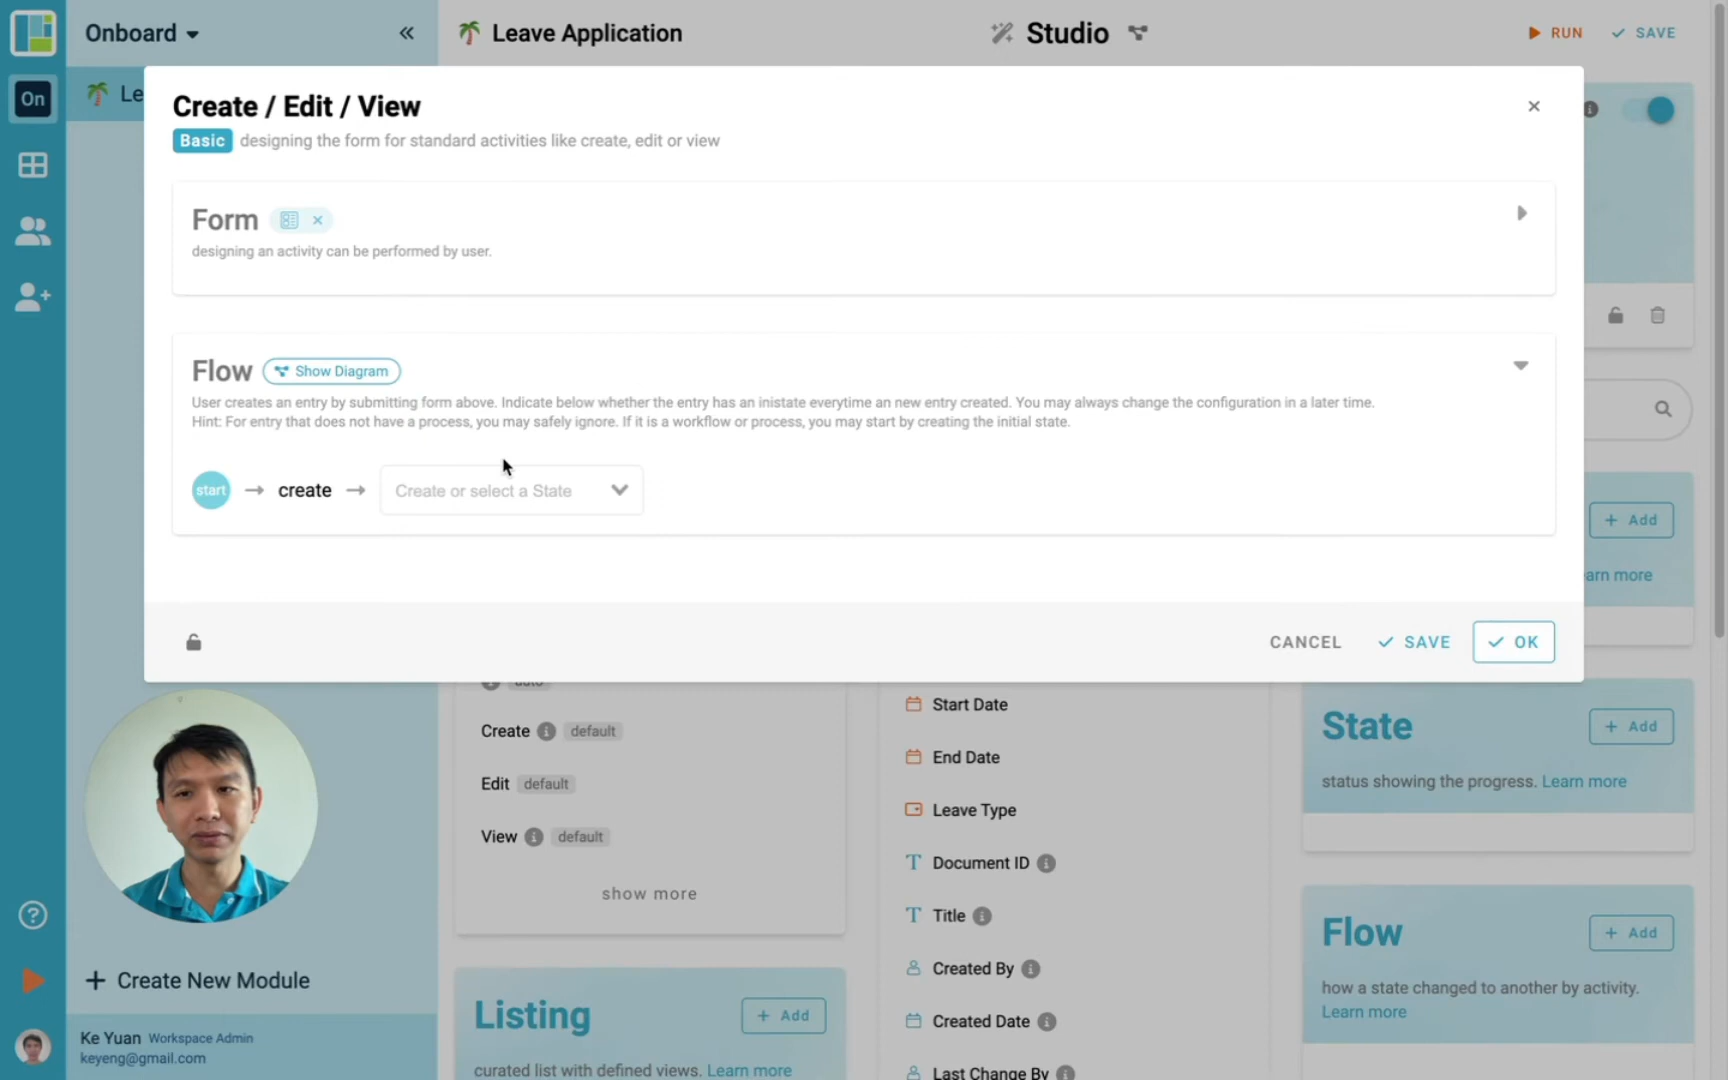 Onboard
Leave Application
Studio
RUN
SAVE
On
Le
Create / Edit / View
Basic designing the form for standard activities like create, edit or view
Form
designing an activity can be performed by user.
Flow
Show Diagram
User creates an entry by submitting form above. Indicate below whether the entry has an inistate everytime an new entry created. You may always change the configuration in a later time.
Hint: For entry that does not have a process, you may safely ignore. If it is a workflow or process, you may start by creating the initial state.
start → create → Create or select a State
CANCEL
SAVE
OK
+ Add
arn more
auto
Create default
Edit default
View default
show more
Listing
+ Add
curated list with defined views. Learn more
Start Date
End Date
Leave Type
Document ID
Title
Created By
Created Date
Last Change By
State
+ Add
status showing the progress. Learn more
Flow
+ Add
how a state changed to another by activity.
Learn more
+ Create New Module
Ke Yuan Workspace Admin
keyeng@gmail.com